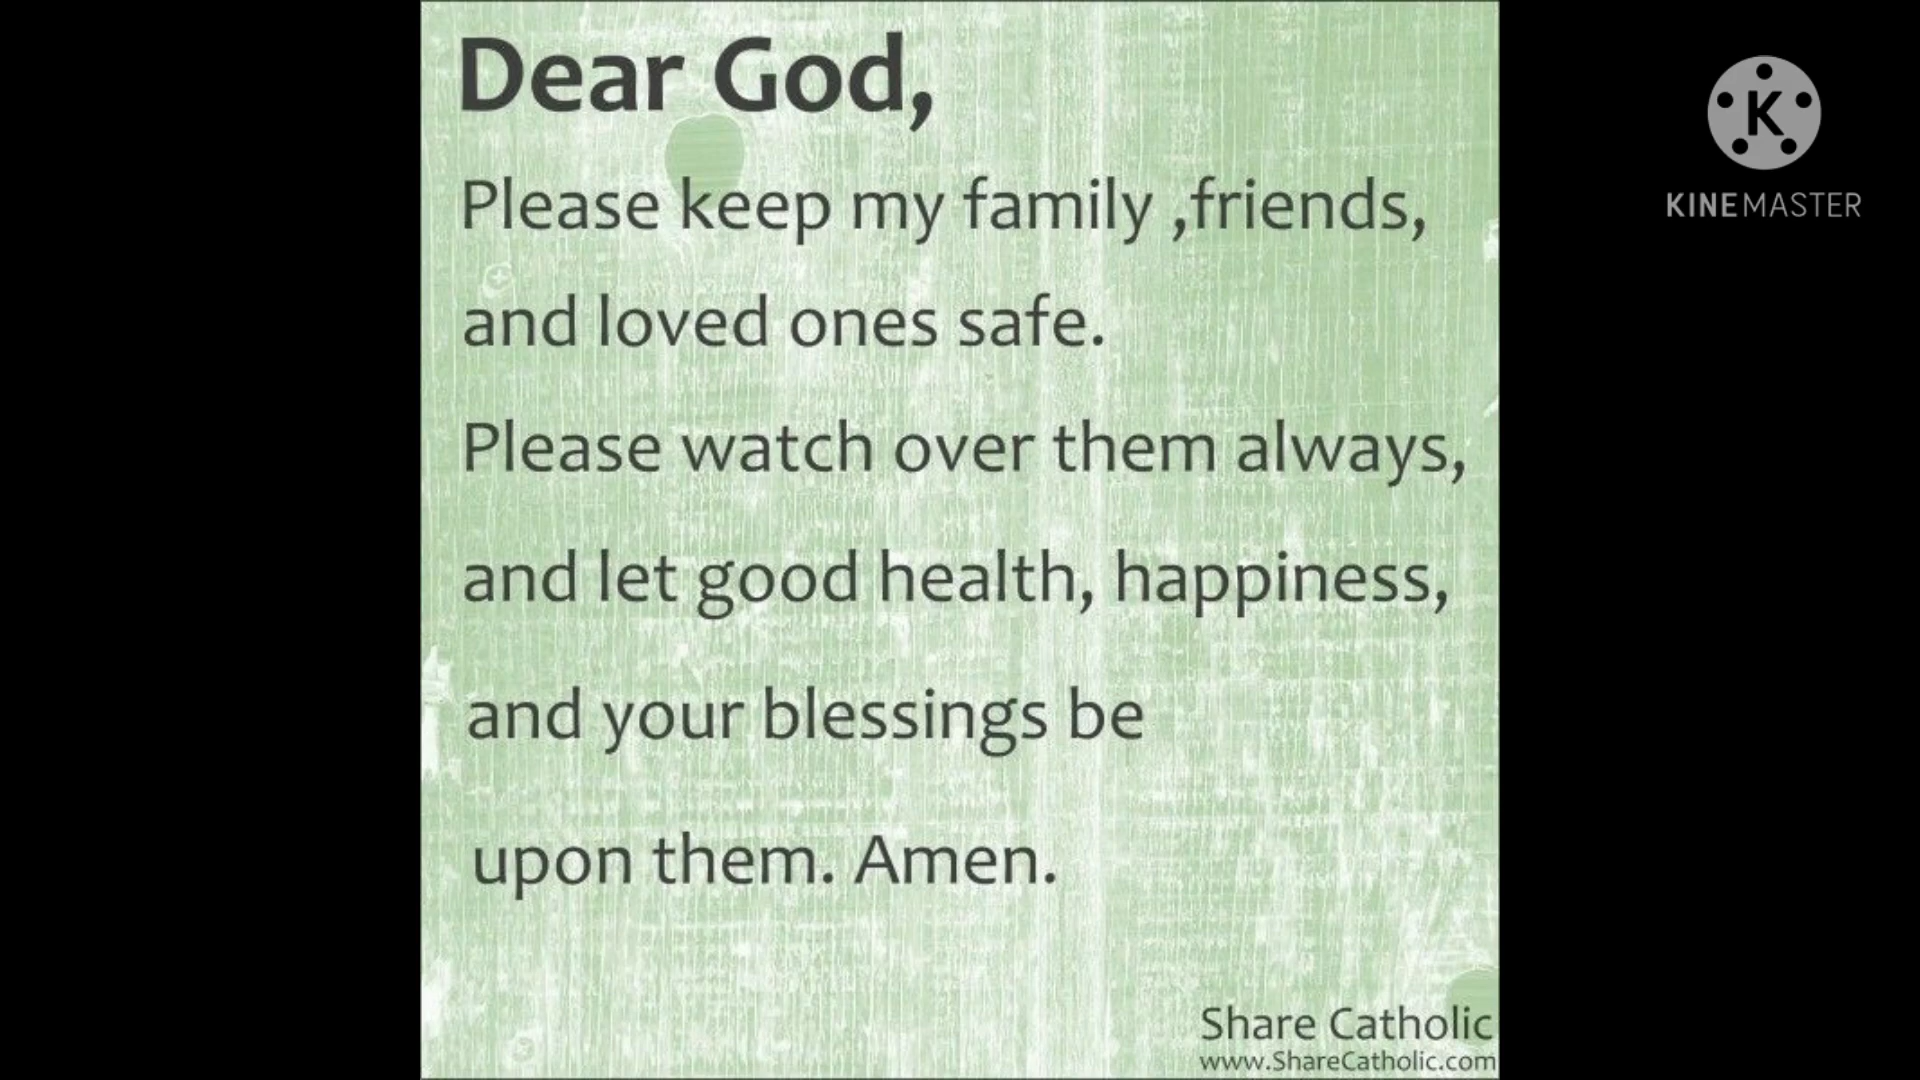 Dear God,
Please keep my family ,friends,
and loved ones safe.
Please watch over them always,
and let good health, happiness,
and your blessings be
upon them. Amen.
Share Catholic
www.ShareCatholic.com
K
KINEMASTER